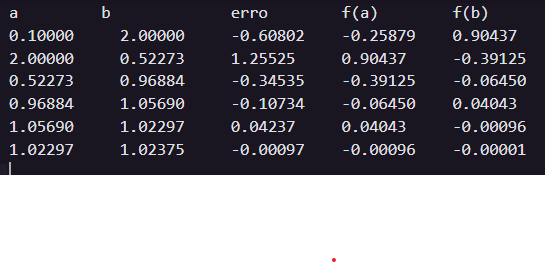 a b erro f(a) f(b)
0.10000 2.00000 -0.60802 -0.25879 0.90437
2.00000 0.52273 1.25525 0.90437 -0.39125
0.52273 0.96884 -0.34535 -0.39125 -0.06450
0.96884 1.05690 -0.10734 -0.06450 0.04043
1.05690 1.02297 0.04237 0.04043 -0.00096
1.02297 1.02375 -0.00097 -0.00096 -0.00001